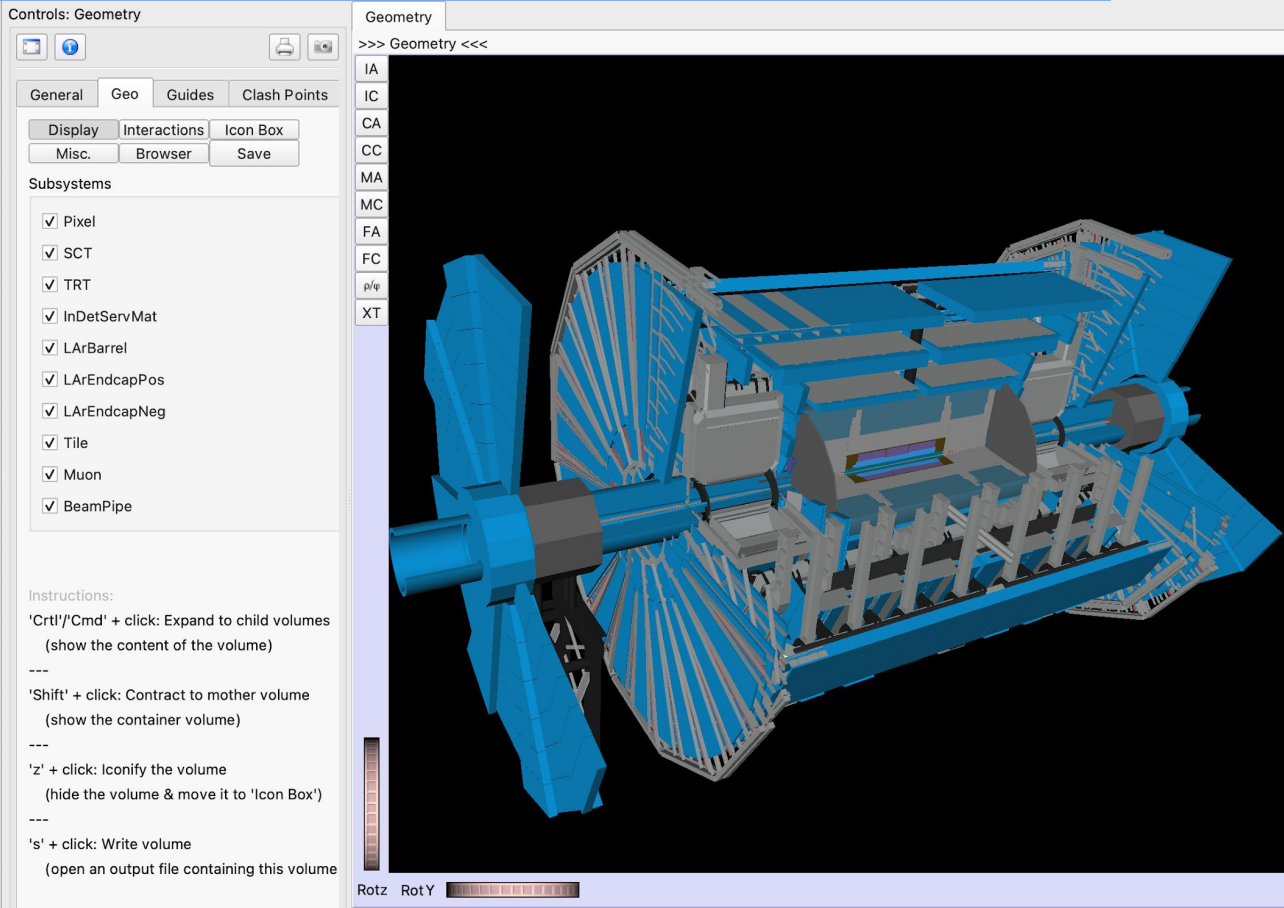 Controls: Geometry
Geometry
>>> Geometry <<<
General Geo Guides Clash Points
Display Interactions Icon Box
Misc. Browser Save
Subsystems
Pixel
SCT
TRT
InDetServMat
LArBarrel
LArEndcapPos
LArEndcapNeg
Tile
Muon
BeamPipe
Instructions:
'Crtl'/'Cmd' + click: Expand to child volumes
(show the content of the volume)
---
'Shift' + click: Contract to mother volume
(show the container volume)
---
'z' + click: Iconify the volume
(hide the volume & move it to 'Icon Box')
---
's' + click: Write volume
(open an output file containing this volume
IA
IC
CA
CC
MA
MC
FA
FC
ρ/φ
XT
Rotz RotY